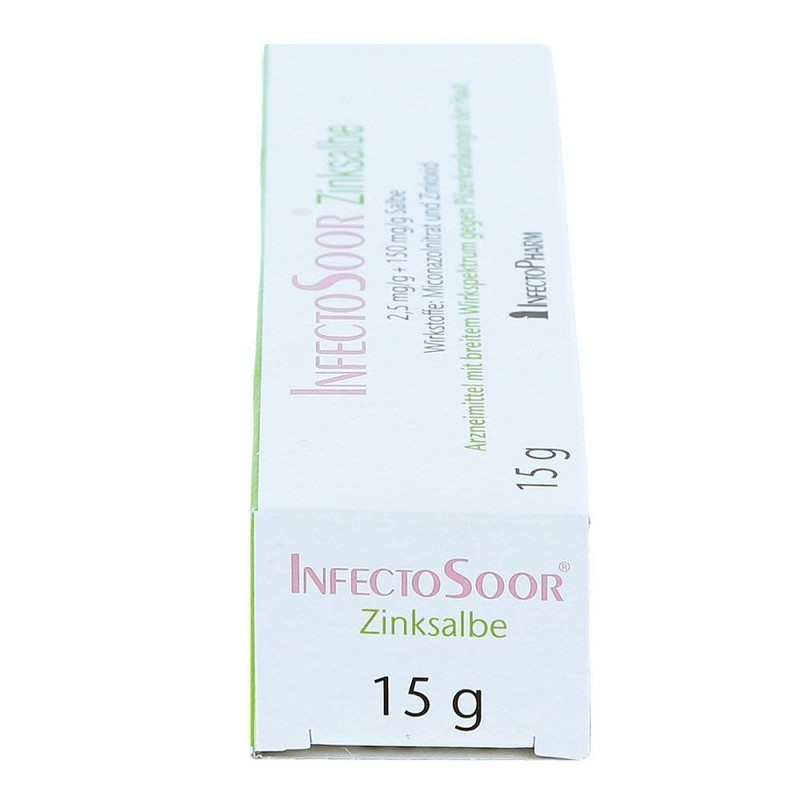 INFECTOSOOR® Zinksalbe
2,5 mg/g + 150 mg/g Salbe
Wirkstoffe: Miconazolnitrat und Zinkoxid
Arzneimittel mit breitem Wirkspektrum gegen Pilzerkrankungen der Haut
INFECTOPHARM
15 g
INFECTOSOOR®
Zinksalbe
15 g